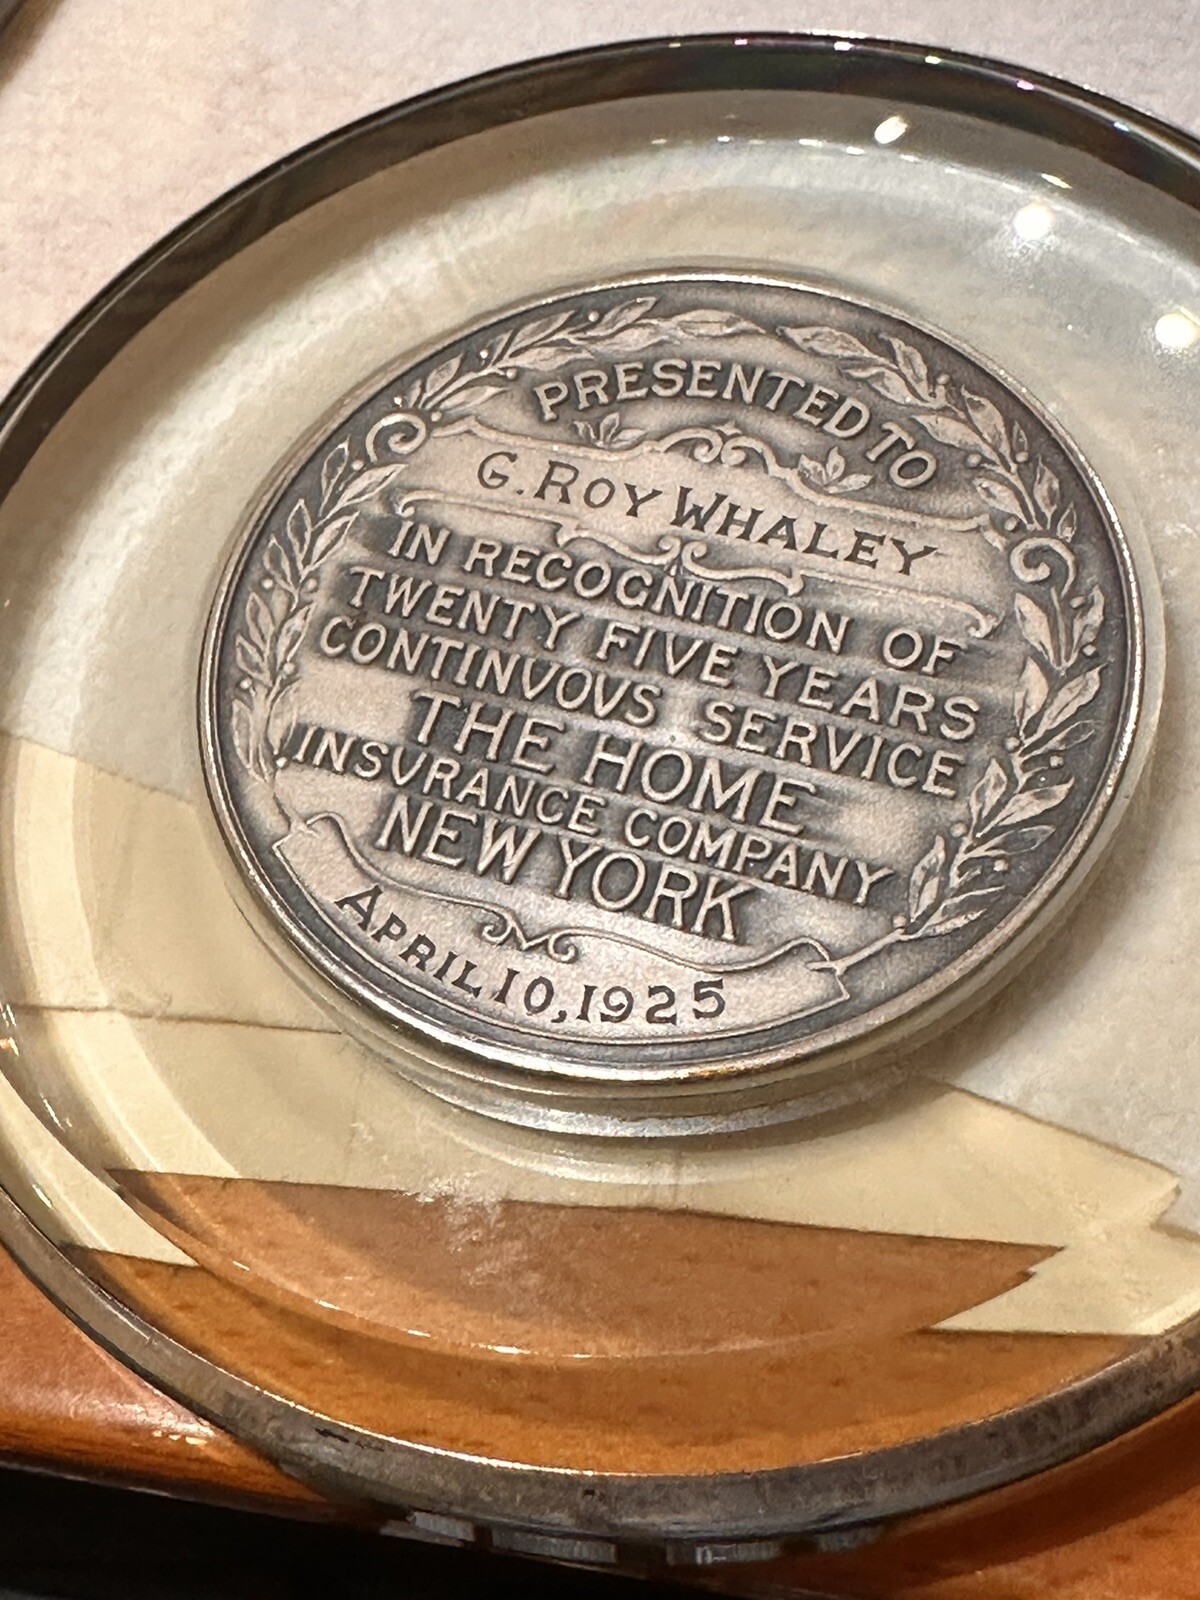 PRESENTED TO
G. ROY WHALEY
IN RECOGNITION OF
TWENTY FIVE YEARS
CONTINVOVS SERVICE
THE HOME
INSVRANCE COMPANY
NEW YORK
APRIL 10, 1925